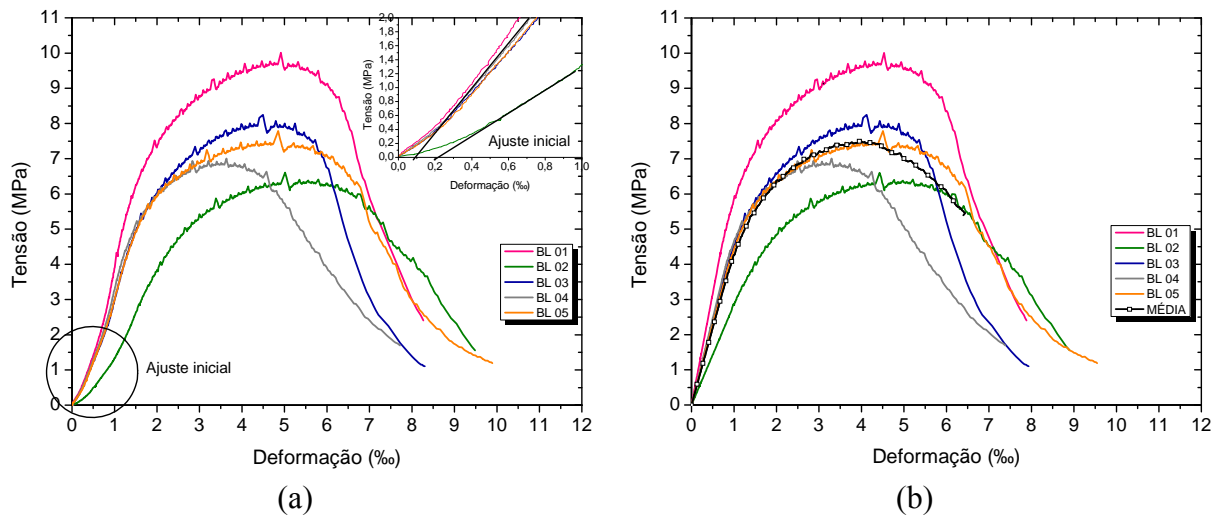 11
10
9
8
7
6
5
4
3
2
1
0
Tensão (MPa)
0 1 2 3 4 5 6 7 8 9 10 11 12
Deformação (‰)
2,0
1,8
1,6
1,4
1,2
1,0
0,8
0,6
0,4
0,2
0,0
Tensão (MPa)
0,0 0,2 0,4 0,6 0,8 1,0
Deformação (‰)
Ajuste inicial
BL 01
BL 02
BL 03
BL 04
BL 05
Ajuste inicial
(a)
11
10
9
8
7
6
5
4
3
2
1
0
Tensão (MPa)
0 1 2 3 4 5 6 7 8 9 10 11 12
Deformação (‰)
BL 01
BL 02
BL 03
BL 04
BL 05
MÉDIA
(b)